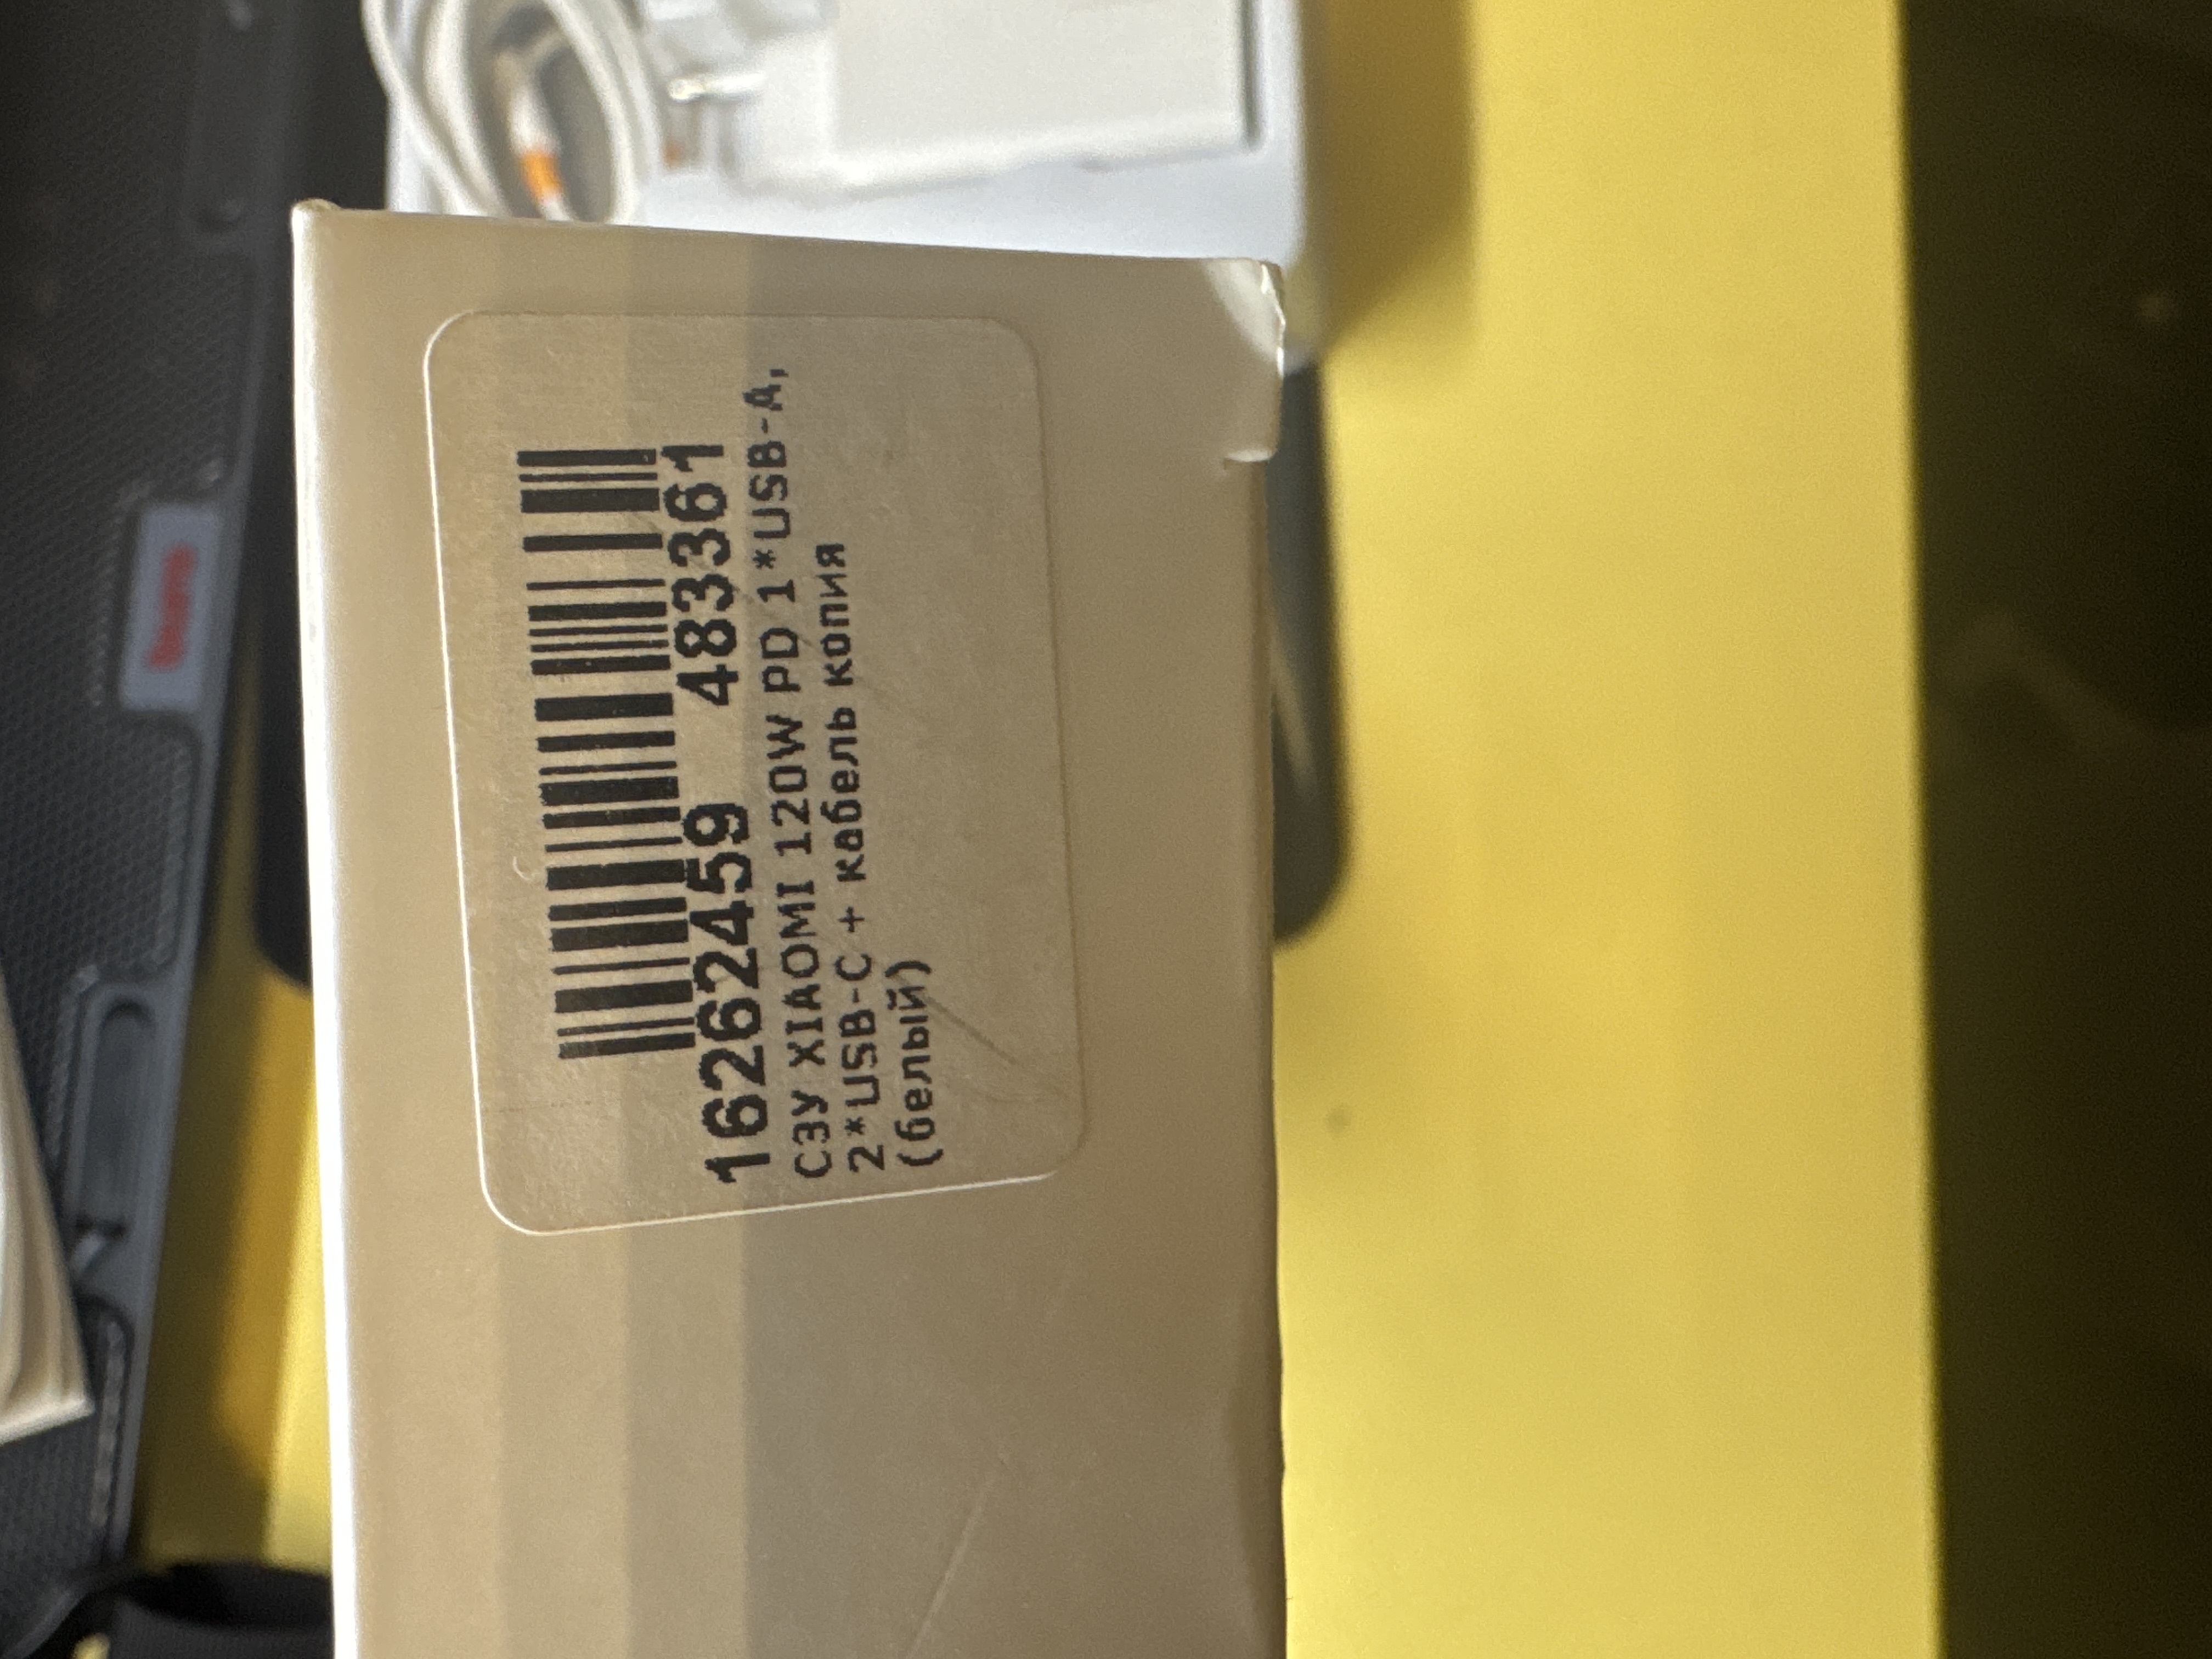 16262459 483361
СЗУ XIAOMI 120W PD 1*USB-A,
2*USB-C + кабель копия
(белый)